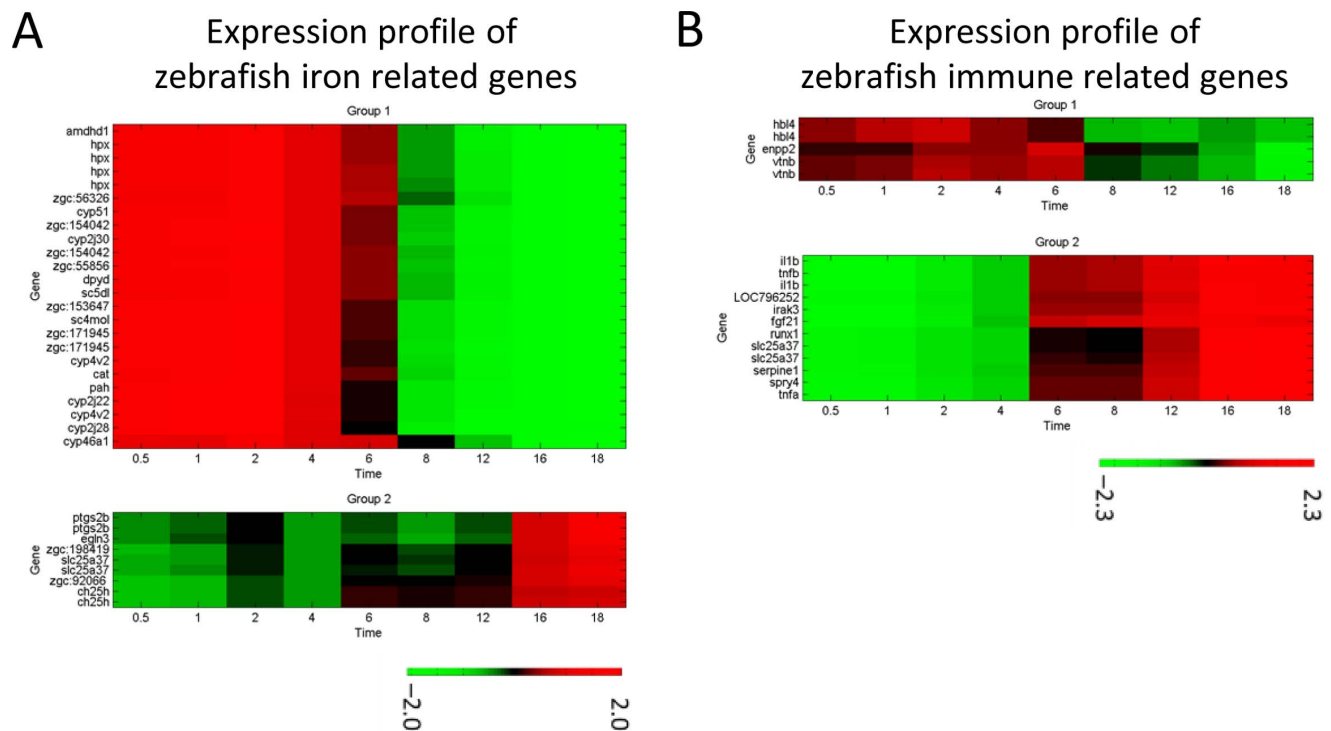 A
Expression profile of
zebrafish iron related genes
Group 1
Gene
amdhd1
hpx
hpx
hpx
hpx
zgc:56326
cyp51
zgc:154042
cyp2j30
zgc:154042
zgc:55856
dpyd
sc5dl
zgc:153647
sc4mol
zgc:171945
zgc:171945
cyp4v2
cat
pah
cyp2j22
cyp4v2
cyp2j28
cyp46a1
0.5 1 2 4 6 8 12 16 18
Time
Group 2
Gene
ptgs2b
ptgs2b
egln3
zgc:198419
slc25a37
slc25a37
zgc:92066
ch25h
ch25h
0.5 1 2 4 6 8 12 16 18
Time
−2.0 2.0
B
Expression profile of
zebrafish immune related genes
Group 1
Gene
hbl4
hbl4
enpp2
vtnb
vtnb
0.5 1 2 4 6 8 12 16 18
Time
Group 2
Gene
il1b
tnfb
il1b
LOC796252
irak3
fgf21
runx1
slc25a37
slc25a37
serpine1
spry4
tnfa
0.5 1 2 4 6 8 12 16 18
Time
−2.3 2.3